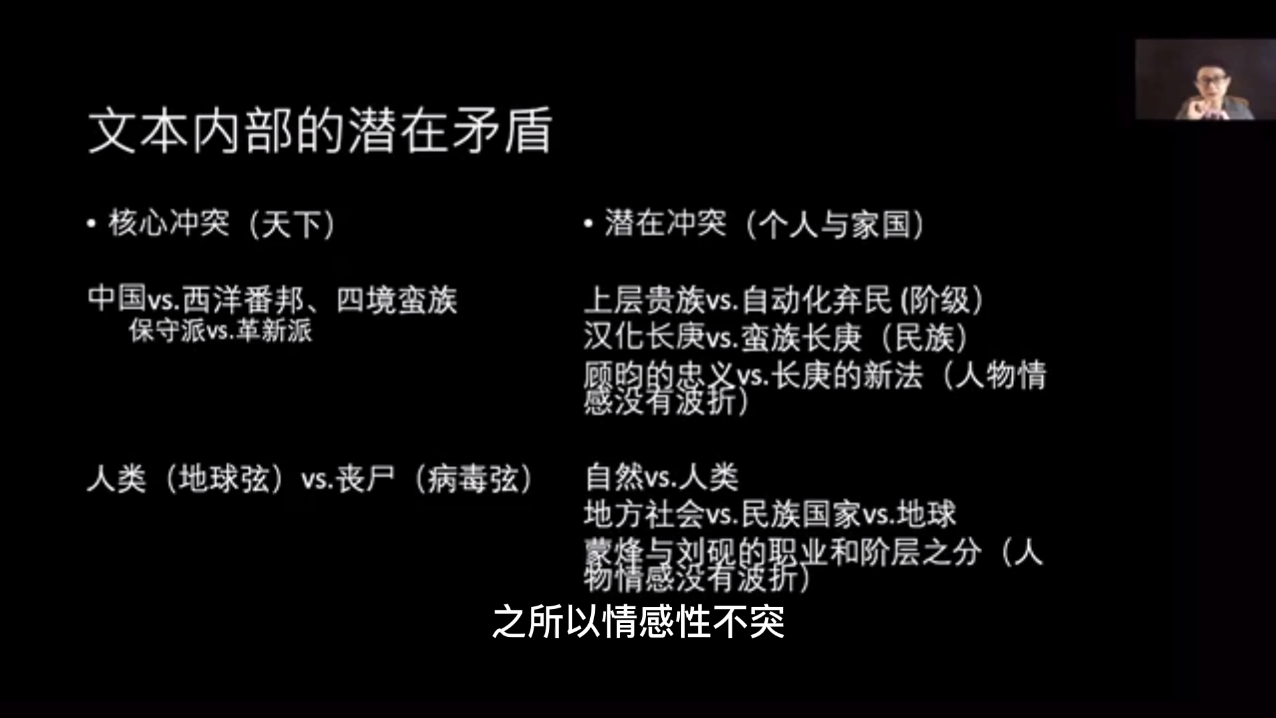 文本内部的潜在矛盾
• 核心冲突（天下）
中国vs.西洋番邦、四境蛮族
保守派vs.革新派
人类（地球弦）vs.丧尸（病毒弦）
• 潜在冲突（个人与家国）
上层贵族vs.自动化弃民 (阶级）
汉化长庚vs.蛮族长庚（民族）
顾昀的忠义vs.长庚的新法（人物情
感没有波折）
自然vs.人类
地方社会vs.民族国家vs.地球
蒙烽与刘砚的职业和阶层之分（人
物情感没有波折）
之所以情感性不突